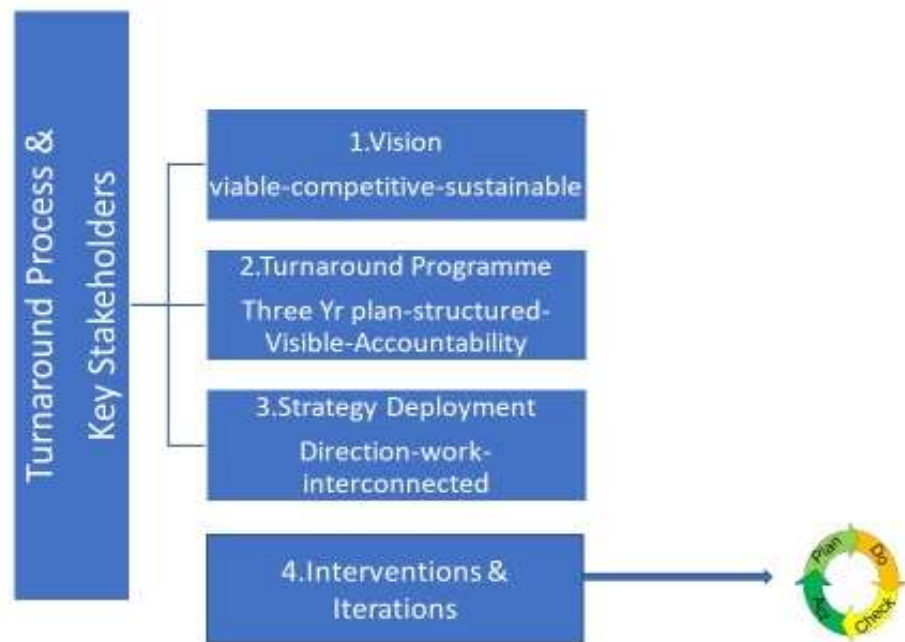 Turnaround Process &
Key Stakeholders
1.Vision
viable-competitive-sustainable
2.Turnaround Programme
Three Yr plan-structured-
Visible-Accountability
3.Strategy Deployment
Direction-work-
interconnected
4.Interventions &
Iterations
Plan
Do
Check
Act